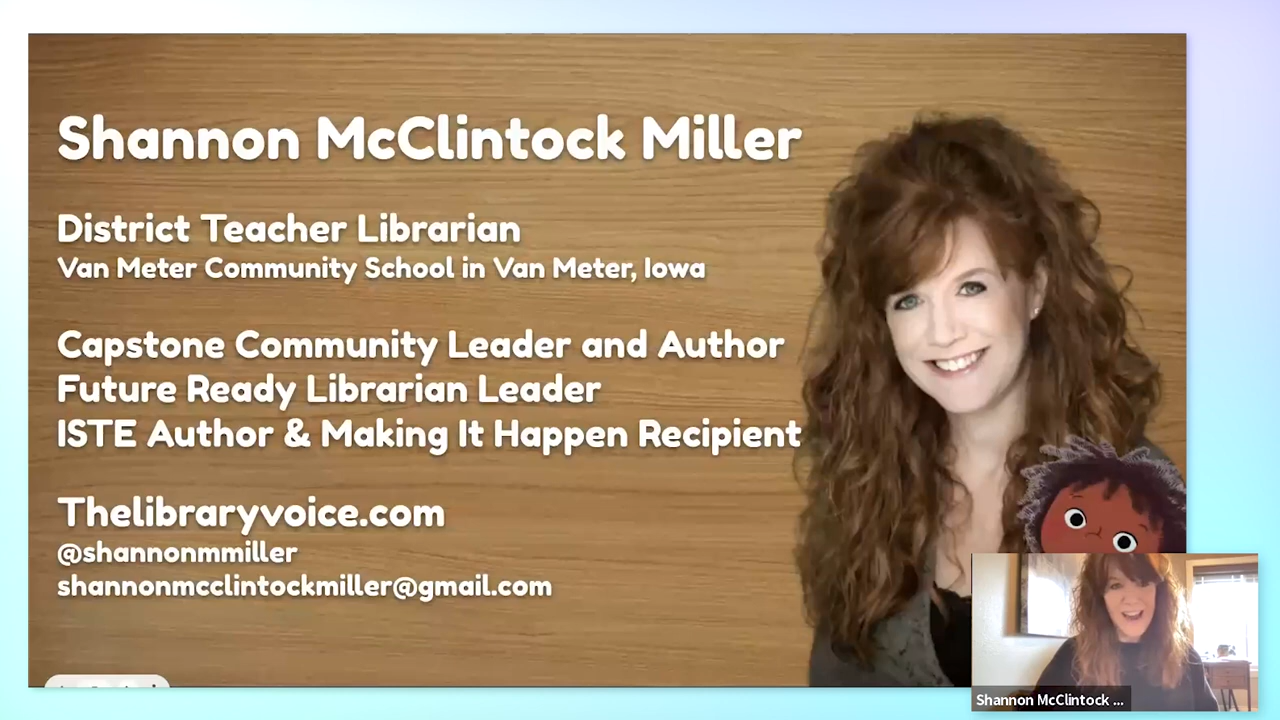 Shannon McClintock Miller
District Teacher Librarian
Van Meter Community School in Van Meter, Iowa
Capstone Community Leader and Author
Future Ready Librarian Leader
ISTE Author & Making It Happen Recipient
Thelibraryvoice.com
@shannonmmiller
shannonmcclintockmiller@gmail.com
Shannon McClintock ...